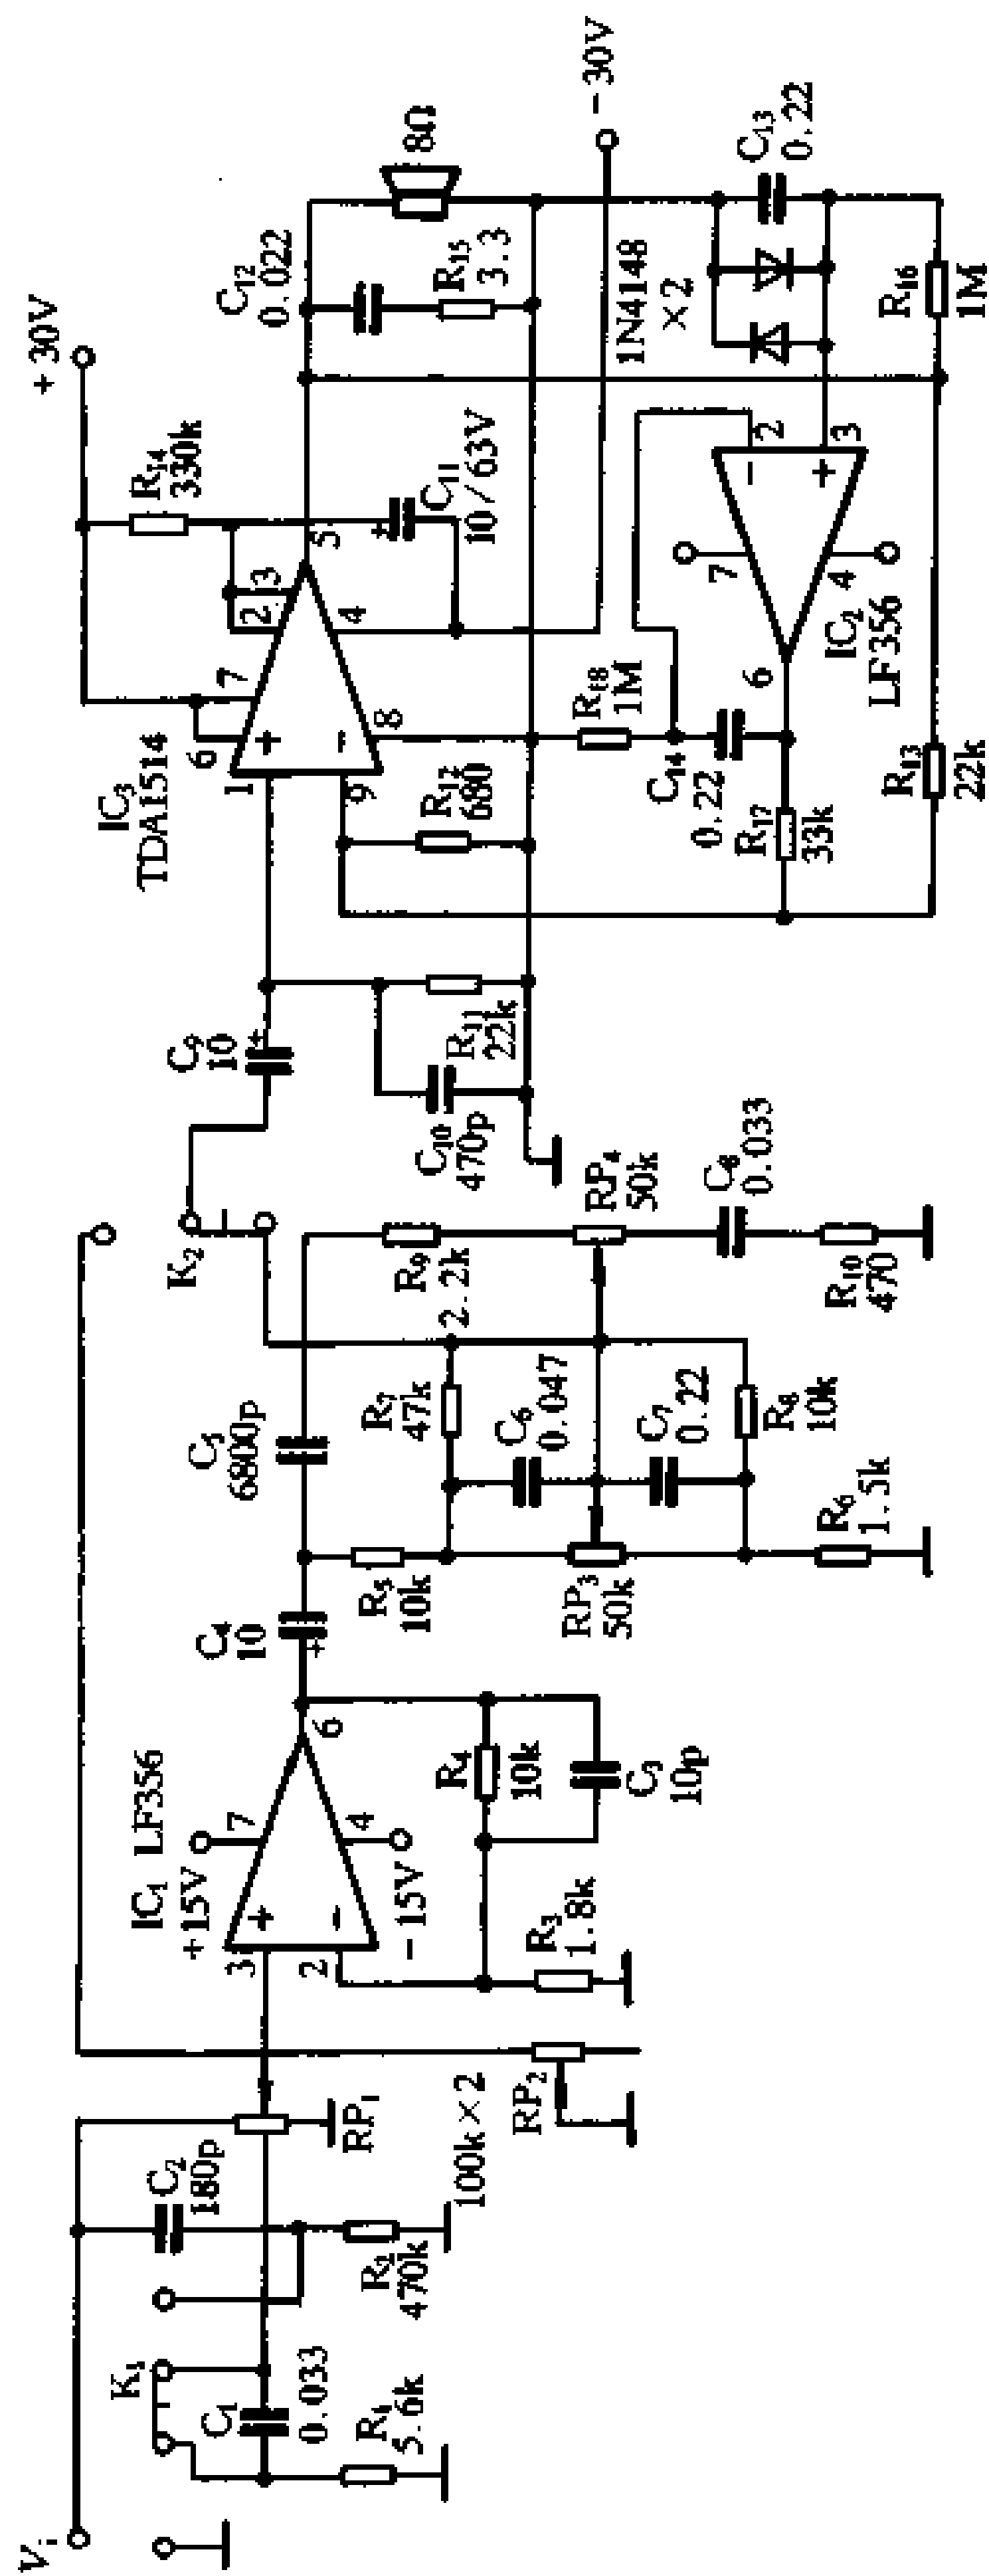 Vi
K₁
C₁
0.033
R₁
5.6k
C₂
180p
R₂
470k
RP₁
100k×2
RP₂
IC₁ LF356
+15V
7
3
+
2
−
6
4
−15V
R₃
1.8k
R₄
10k
C₃
10p
C₄
10
+
C₅
6800p
R₅
10k
RP₃
50k
R₆
1.5k
R₇
47k
C₆
0.047
C₇
0.22
R₈
10k
R₉
2.2k
RP₄
50k
C₈
0.033
R₁₀
470
K₂
C₉
10
+
C₁₀
470p
R₁₁
22k
IC₃
TDA1514
1
6
7
2
3
5
+
−
9
8
4
R₁₂
680
+30V
R₁₄
330k
+
C₁₁
10/63V
C₁₂
0.022
R₁₅
3.3
8Ω
−30V
1N4148
×2
C₁₃
0.22
R₁₆
1M
R₁₈
1M
C₁₄
0.22
R₁₇
33k
6
7
4
2
3
−
+
IC₂
LF356
R₁₃
22k